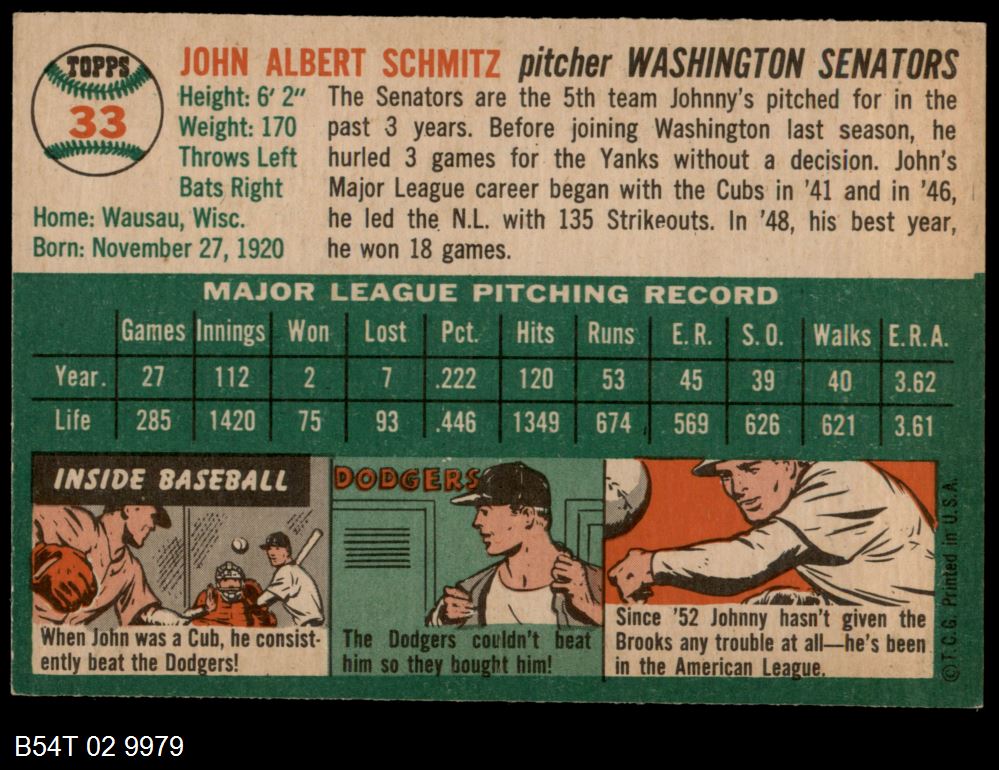 TOPPS
33
JOHN ALBERT SCHMITZ pitcher WASHINGTON SENATORS
Height: 6' 2"
Weight: 170
Throws Left
Bats Right
Home: Wausau, Wisc.
Born: November 27, 1920
The Senators are the 5th team Johnny's pitched for in the
past 3 years. Before joining Washington last season, he
hurled 3 games for the Yanks without a decision. John's
Major League career began with the Cubs in '41 and in '46,
he led the N.L. with 135 Strikeouts. In '48, his best year,
he won 18 games.
MAJOR LEAGUE PITCHING RECORD
Games Innings Won Lost Pct. Hits Runs E. R. S. O. Walks E.R.A.
Year. 27 112 2 7 .222 120 53 45 39 40 3.62
Life 285 1420 75 93 .446 1349 674 569 626 621 3.61
INSIDE BASEBALL
When John was a Cub, he consist-
ently beat the Dodgers!
DODGERS
The Dodgers couldn't beat
him so they bought him!
Since '52 Johnny hasn't given the
Brooks any trouble at all—he's been
in the American League.
© T.C.G. Printed in U.S.A.
B54T 02 9979